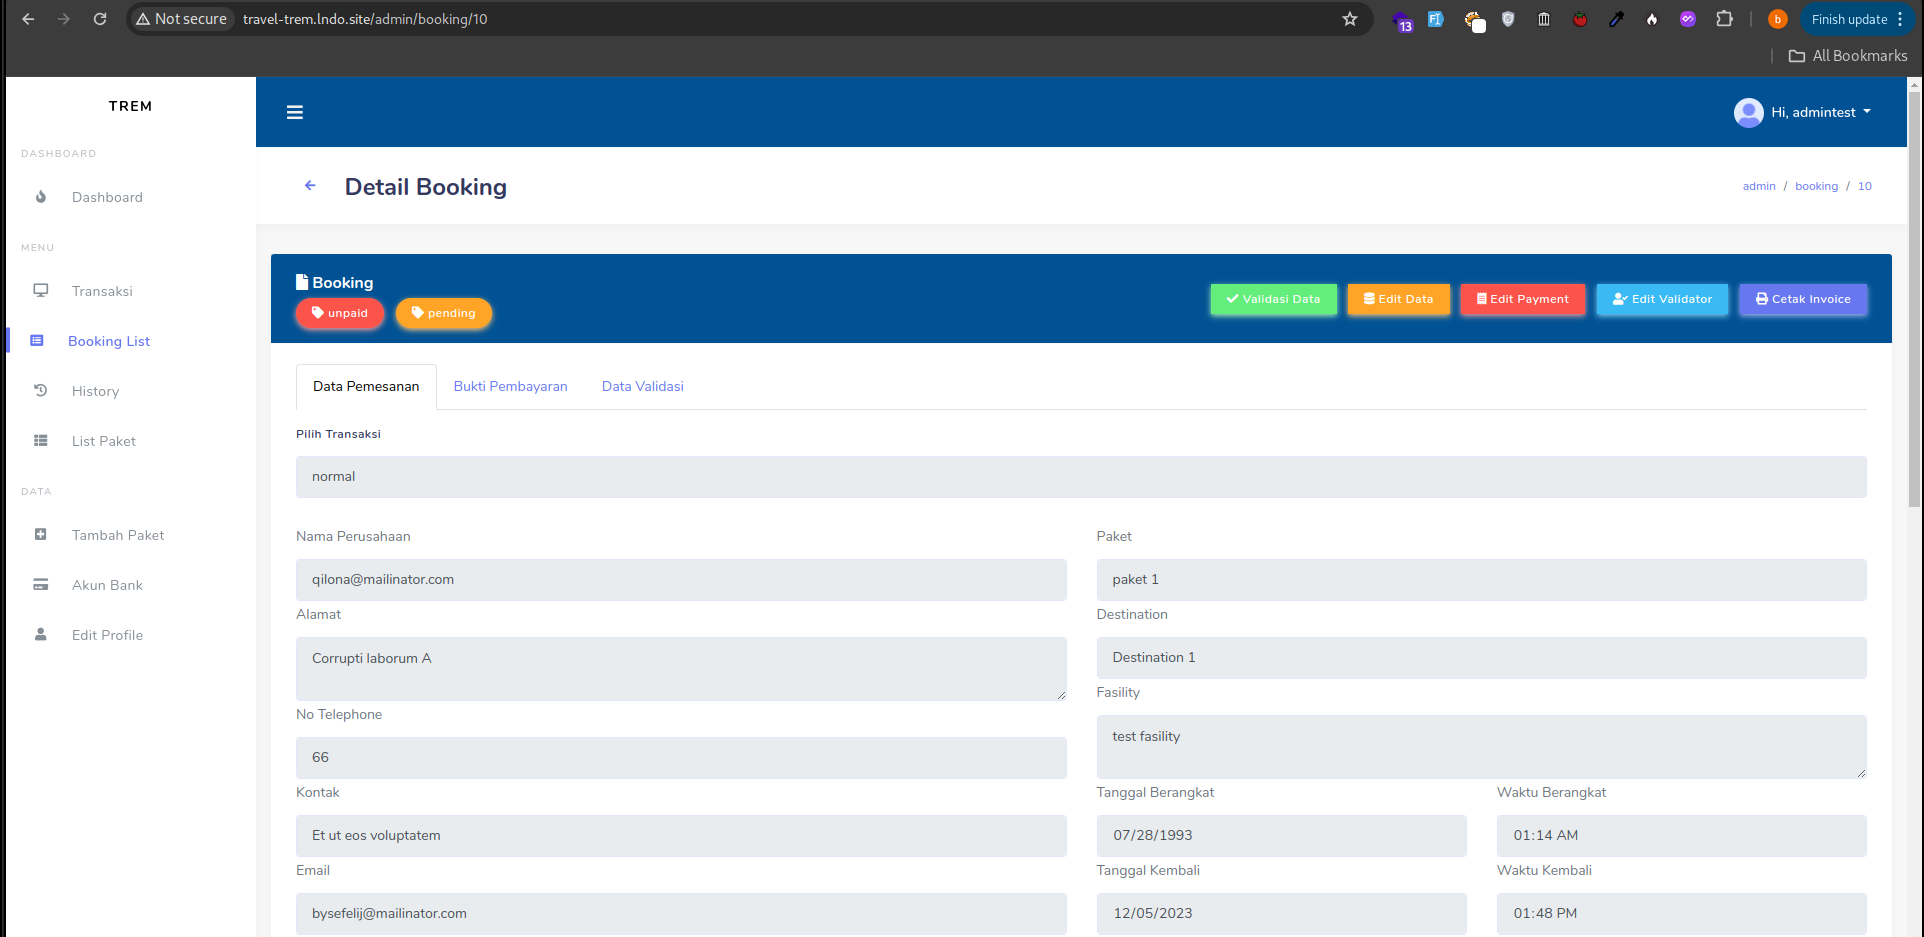 Not secure travel-trem.lndo.site/admin/booking/10 13 b Finish update
All Bookmarks
TREM
Hi, admintest
DASHBOARD
Dashboard
Detail Booking
admin / booking / 10
MENU
Transaksi
Booking List
History
List Paket
DATA
Tambah Paket
Akun Bank
Edit Profile
Booking
unpaid pending
Validasi Data Edit Data Edit Payment Edit Validator Cetak Invoice
Data Pemesanan Bukti Pembayaran Data Validasi
Pilih Transaksi
normal
Nama Perusahaan
qilona@mailinator.com
Alamat
Corrupti laborum A
No Telephone
66
Kontak
Et ut eos voluptatem
Email
bysefelij@mailinator.com
Paket
paket 1
Destination
Destination 1
Fasility
test fasility
Tanggal Berangkat Waktu Berangkat
07/28/1993 01:14 AM
Tanggal Kembali Waktu Kembali
12/05/2023 01:48 PM